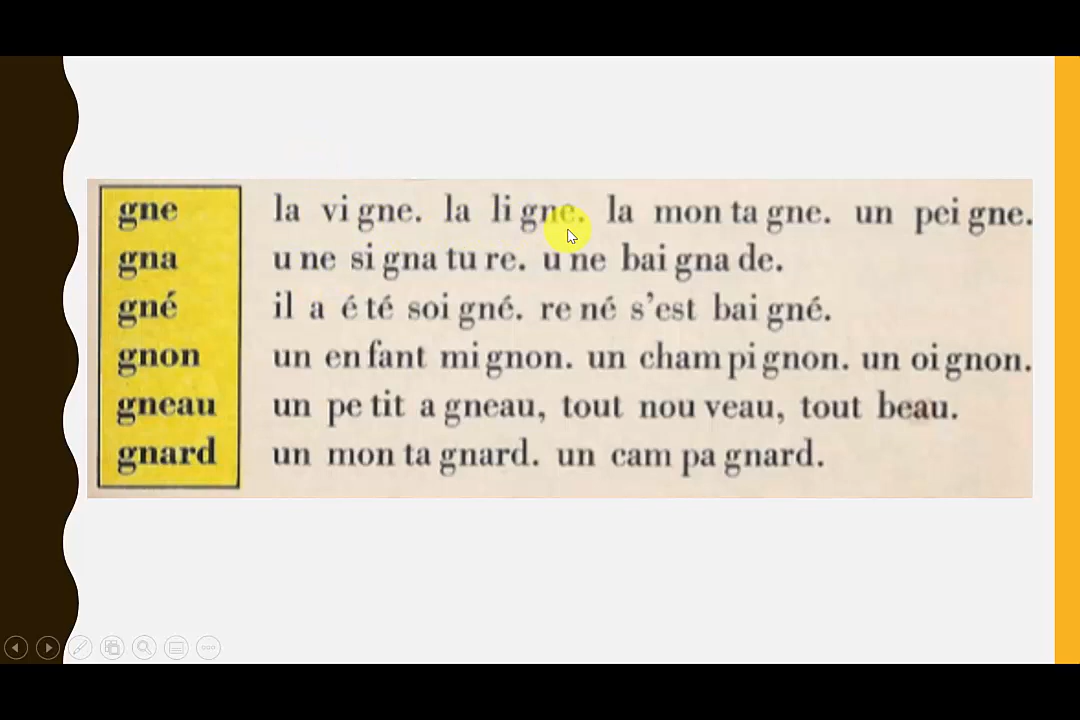 gne la vi gne. la li gne. la mon ta gne. un pei gne.
gna u ne si gna tu re. u ne bai gna de.
gné il a é té soi gné. re né s'est bai gné.
gnon un en fant mi gnon. un cham pi gnon. un oi gnon.
gneau un pe tit a gneau, tout nou veau, tout beau.
gnard un mon ta gnard. un cam pa gnard.